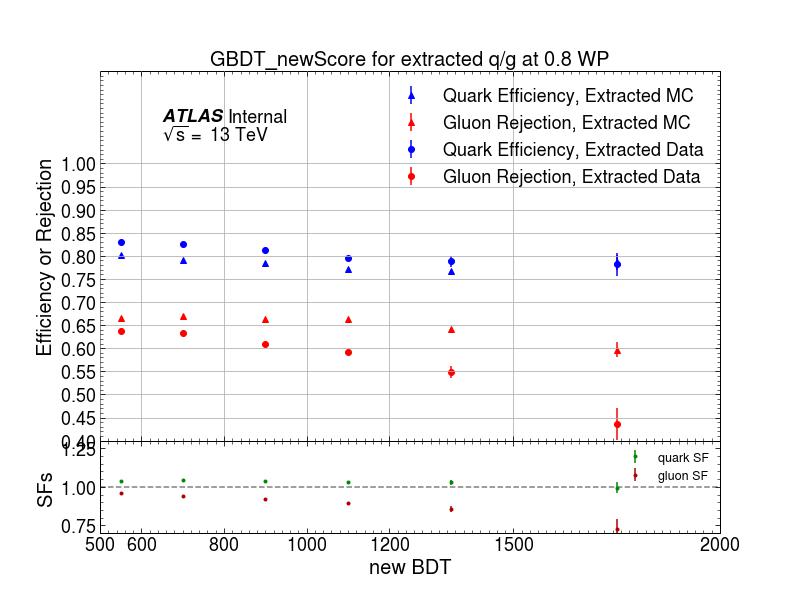 GBDT_newScore for extracted q/g at 0.8 WP
ATLAS Internal
√s = 13 TeV
Quark Efficiency, Extracted MC
Gluon Rejection, Extracted MC
Quark Efficiency, Extracted Data
Gluon Rejection, Extracted Data
Efficiency or Rejection
1.00
0.95
0.90
0.85
0.80
0.75
0.70
0.65
0.60
0.55
0.50
0.45
0.40
SFs
1.25
1.00
0.75
quark SF
gluon SF
500 600 800 1000 1200 1500 2000
new BDT